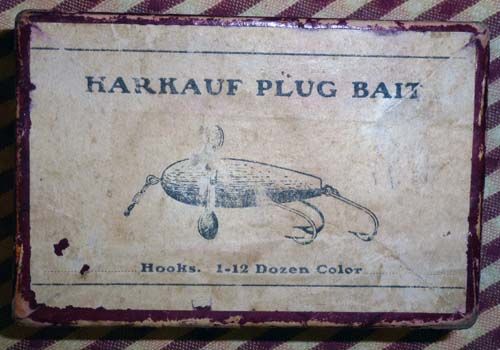 HARKAUF PLUG BAIT
Hooks. 1-12 Dozen Color